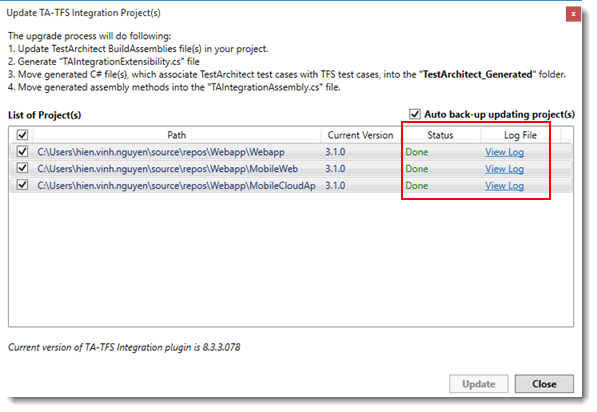 Update TA-TFS Integration Project(s)
x
The upgrade process will do following:
1. Update TestArchitect BuildAssemblies file(s) in your project.
2. Generate "TAIntegrationExtensibility.cs" file
3. Move generated C# file(s), which associate TestArchitect test cases with TFS test cases, into the "TestArchitect_Generated" folder.
4. Move generated assembly methods into the "TAIntegrationAssembly.cs" file.
List of Project(s) Auto back-up updating project(s)
Path Current Version Status Log File
C:\Users\hien.vinh.nguyen\source\repos\Webapp\Webapp 3.1.0 Done View Log
C:\Users\hien.vinh.nguyen\source\repos\Webapp\MobileWeb 3.1.0 Done View Log
C:\Users\hien.vinh.nguyen\source\repos\Webapp\MobileCloudAp 3.1.0 Done View Log
Current version of TA-TFS Integration plugin is 8.3.3.078
Update Close